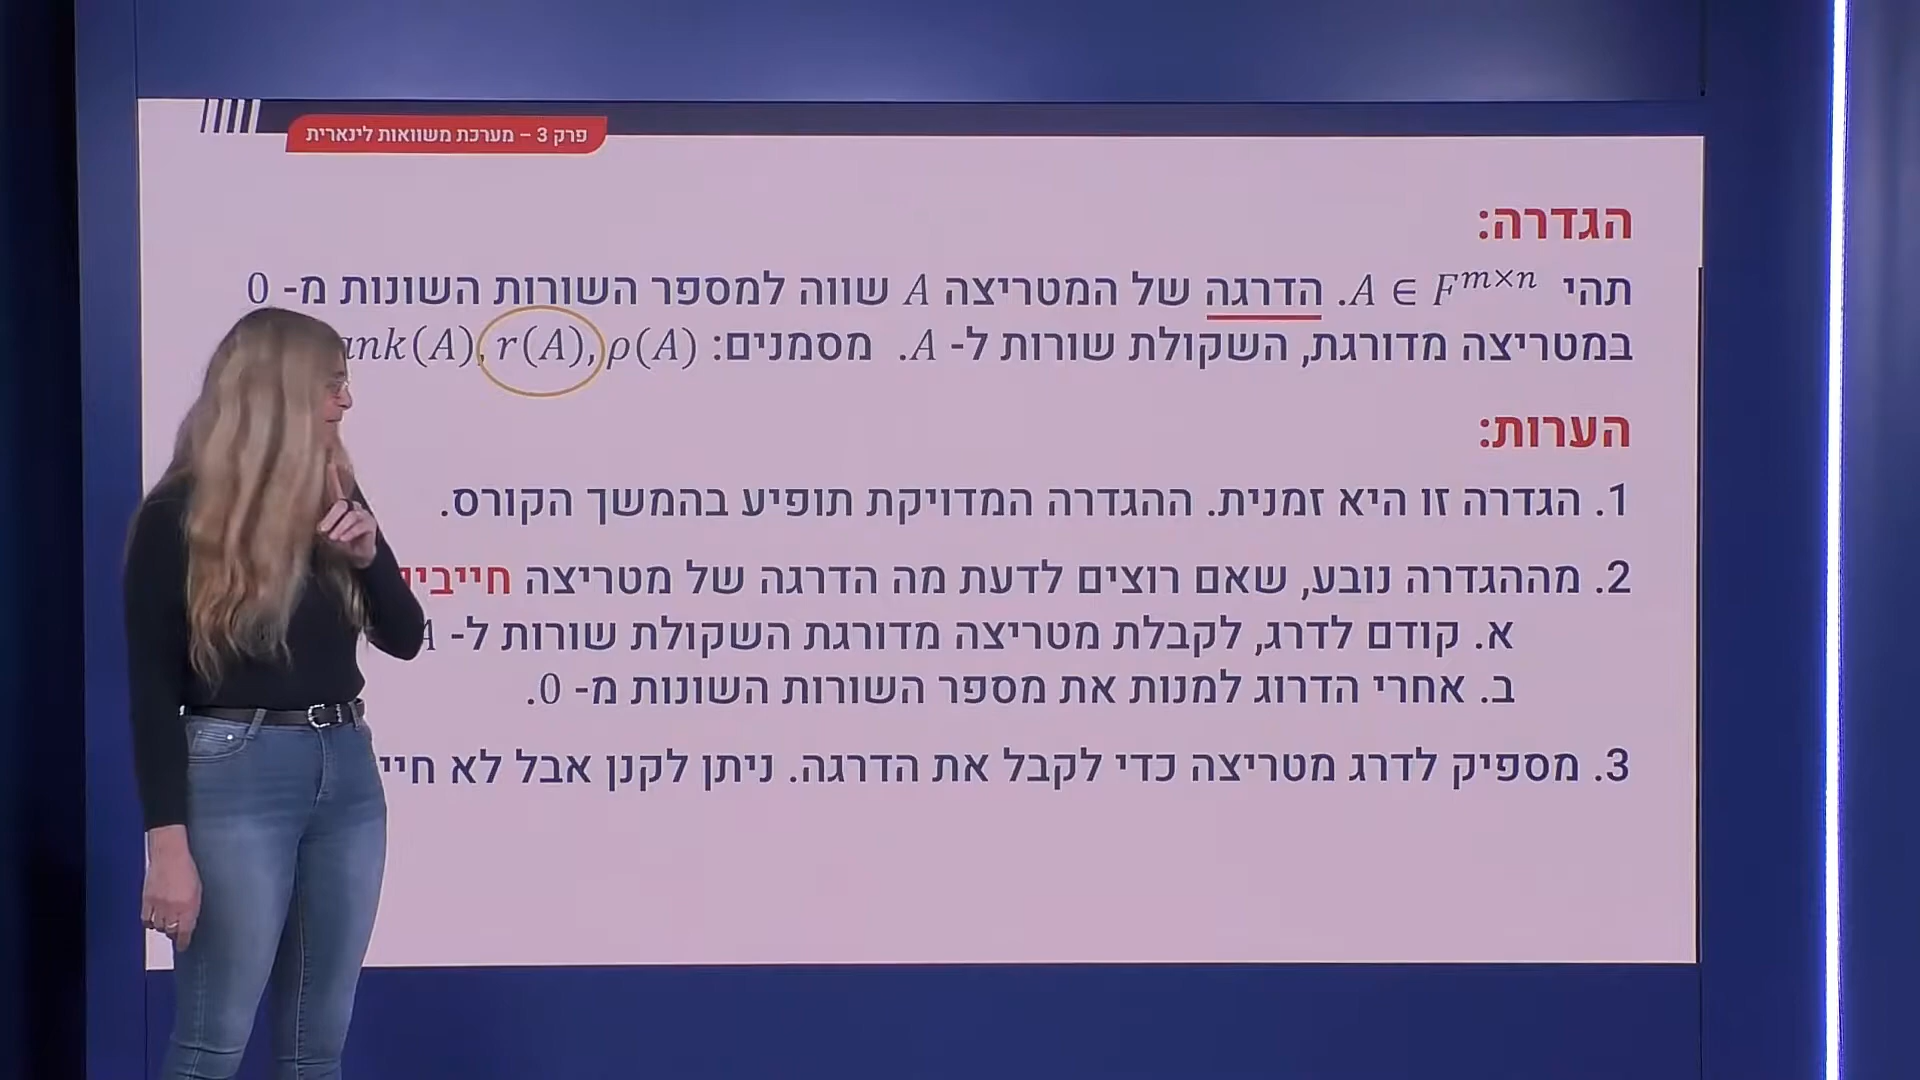 פרק 3 – מערכת משוואות לינארית
הגדרה:
תהי A ∈ F^{m×n}. הדרגה של המטריצה A שווה למספר השורות השונות מ- 0
במטריצה מדורגת, השקולת שורות ל- A. מסמנים: ρ(A) ,r(A) ,
הערות:
1. הגדרה זו היא זמנית. ההגדרה המדויקת תופיע בהמשך הקורס.
2. מההגדרה נובע, שאם רוצים לדעת מה הדרגה של מטריצה
א. קודם לדרג, לקבלת מטריצה מדורגת השקולת שורות ל- A
ב. אחרי הדרוג למנות את מספר השורות השונות מ- 0.
3. מספיק לדרג מטריצה כדי לקבל את הדרגה. ניתן לקנן אבל לא